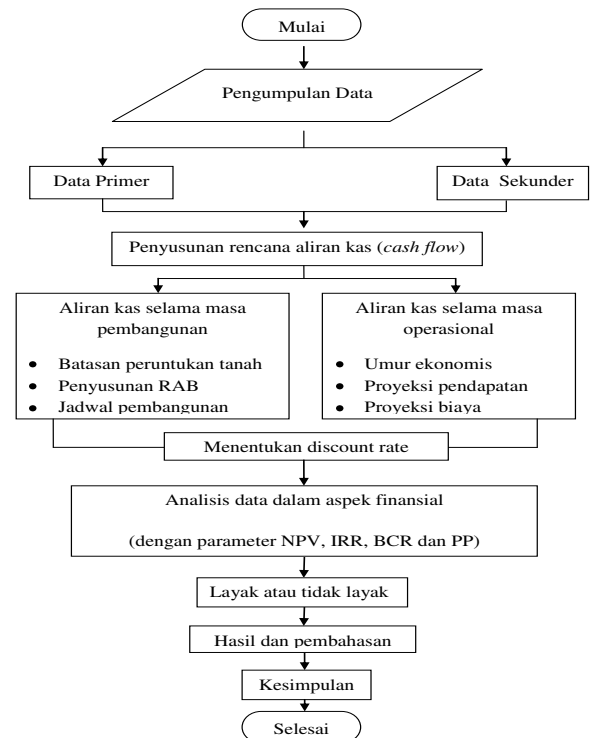 Mulai
Pengumpulan Data
Data Primer
Data Sekunder
Penyusunan rencana aliran kas (cash flow)
Aliran kas selama masa
pembangunan
• Batasan peruntukan tanah
• Penyusunan RAB
• Jadwal pembangunan
Aliran kas selama masa
operasional
• Umur ekonomis
• Proyeksi pendapatan
• Proyeksi biaya
Menentukan discount rate
Analisis data dalam aspek finansial
(dengan parameter NPV, IRR, BCR dan PP)
Layak atau tidak layak
Hasil dan pembahasan
Kesimpulan
Selesai